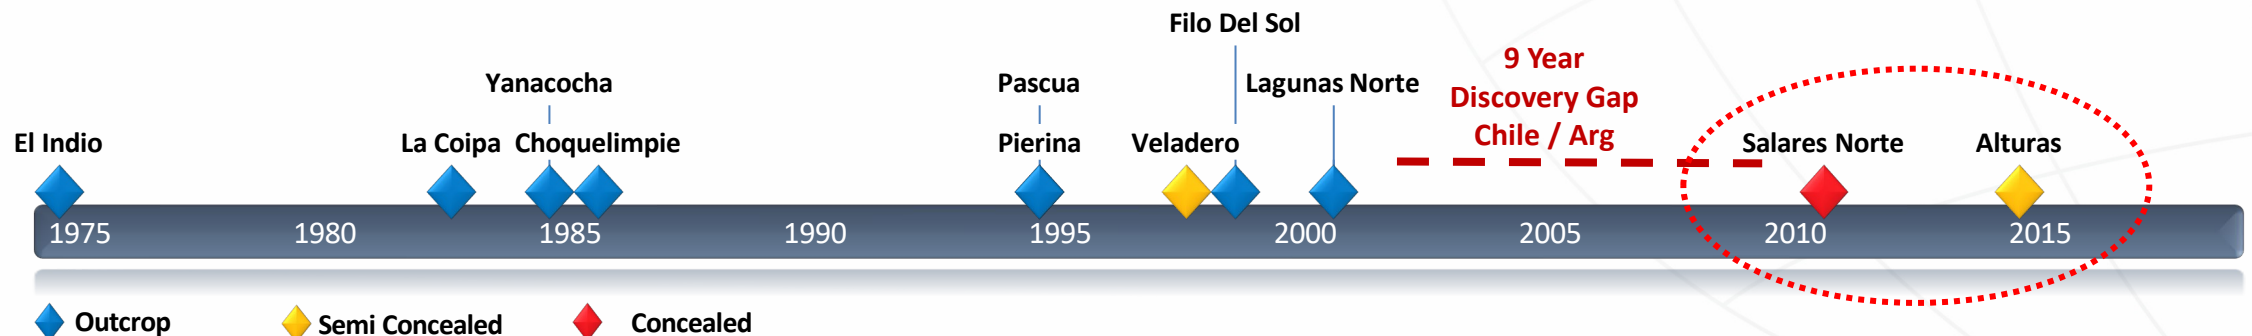 Filo Del Sol
9 Year
Discovery Gap
Chile / Arg
Yanacocha
Pascua
Lagunas Norte
El Indio
La Coipa
Choquelimpie
Pierina
Veladero
Salares Norte
Alturas
1975
1980
1985
1990
1995
2000
2005
2010
2015
Outcrop
Semi Concealed
Concealed